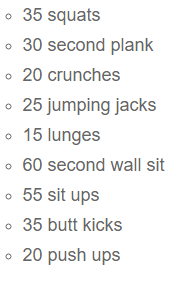 35 squats
30 second plank
20 crunches
25 jumping jacks
15 lunges
60 second wall sit
55 sit ups
35 butt kicks
20 push ups